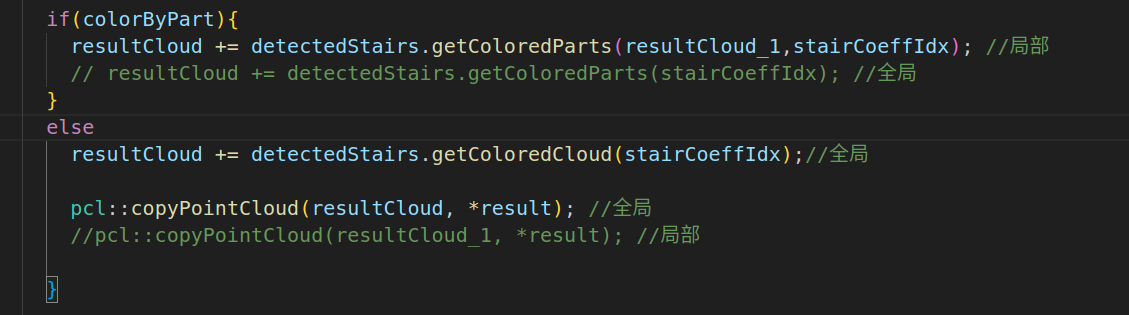 if(colorByPart){
resultCloud += detectedStairs.getColoredParts(resultCloud_1,stairCoeffIdx); //局部
// resultCloud += detectedStairs.getColoredParts(stairCoeffIdx); //全局
}
else
resultCloud += detectedStairs.getColoredCloud(stairCoeffIdx);//全局
pcl::copyPointCloud(resultCloud, *result); //全局
//pcl::copyPointCloud(resultCloud_1, *result); //局部
}